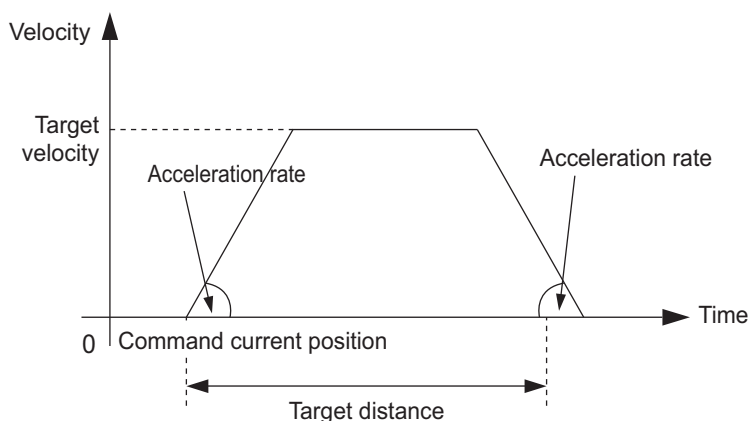 Velocity
Target
velocity
Acceleration rate
Acceleration rate
Time
0
Command current position
Target distance